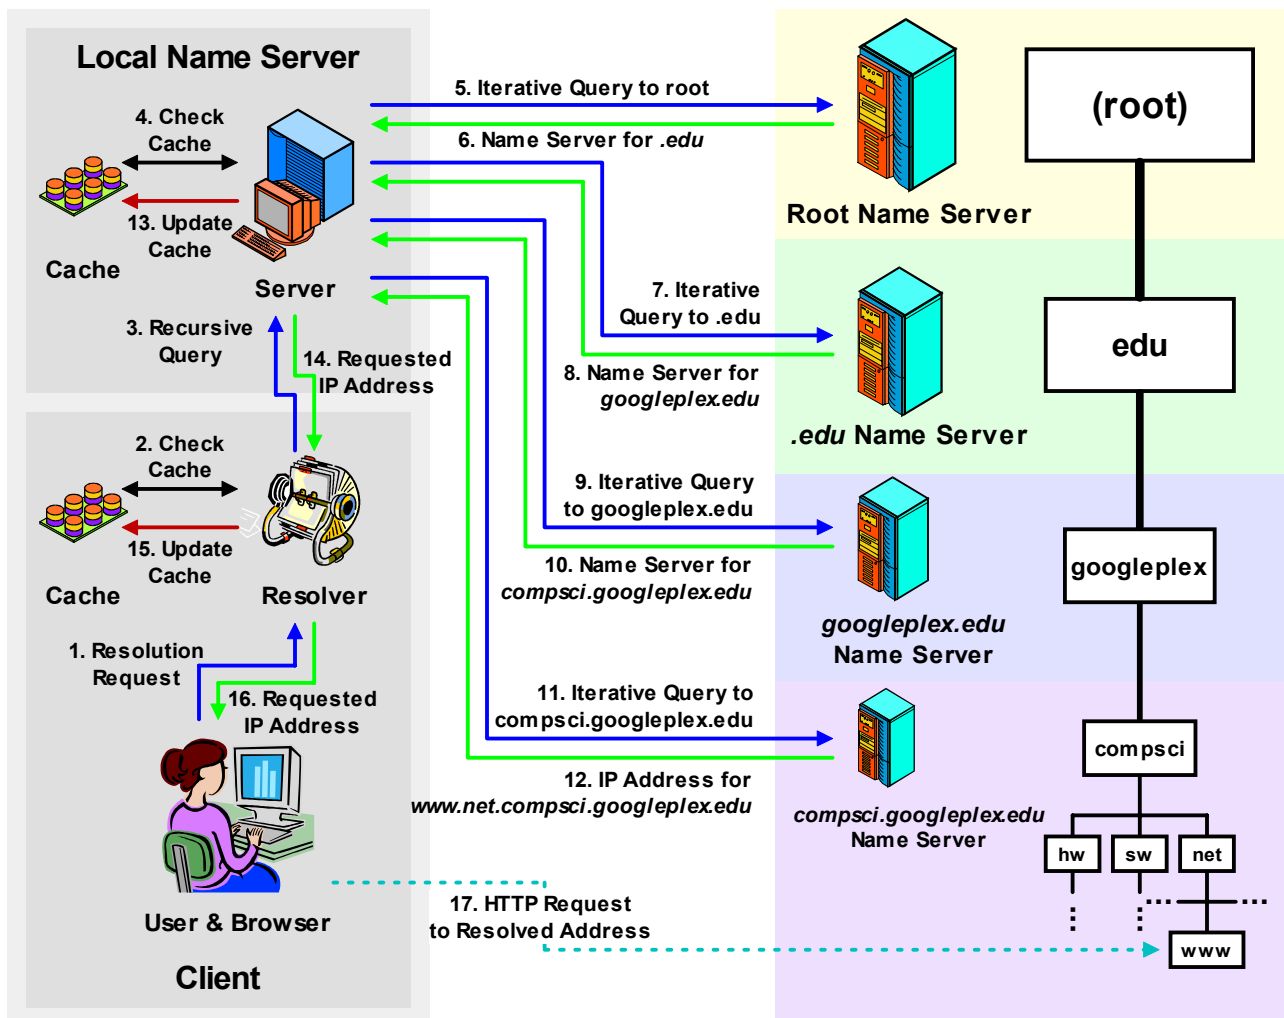 Local Name Server
4. Check
Cache
13. Update
Cache
Cache
Server
3. Recursive
Query
14. Requested
IP Address
2. Check
Cache
15. Update
Cache
Cache
Resolver
1. Resolution
Request
16. Requested
IP Address
User & Browser
Client
5. Iterative Query to root
6. Name Server for .edu
7. Iterative
Query to .edu
8. Name Server for
googleplex.edu
9. Iterative Query
to googleplex.edu
10. Name Server for
compsci.googleplex.edu
11. Iterative Query to
compsci.googleplex.edu
12. IP Address for
www.net.compsci.googleplex.edu
17. HTTP Request
to Resolved Address
Root Name Server
.edu Name Server
googleplex.edu
Name Server
compsci.googleplex.edu
Name Server
(root)
edu
googleplex
compsci
hw
sw
net
www